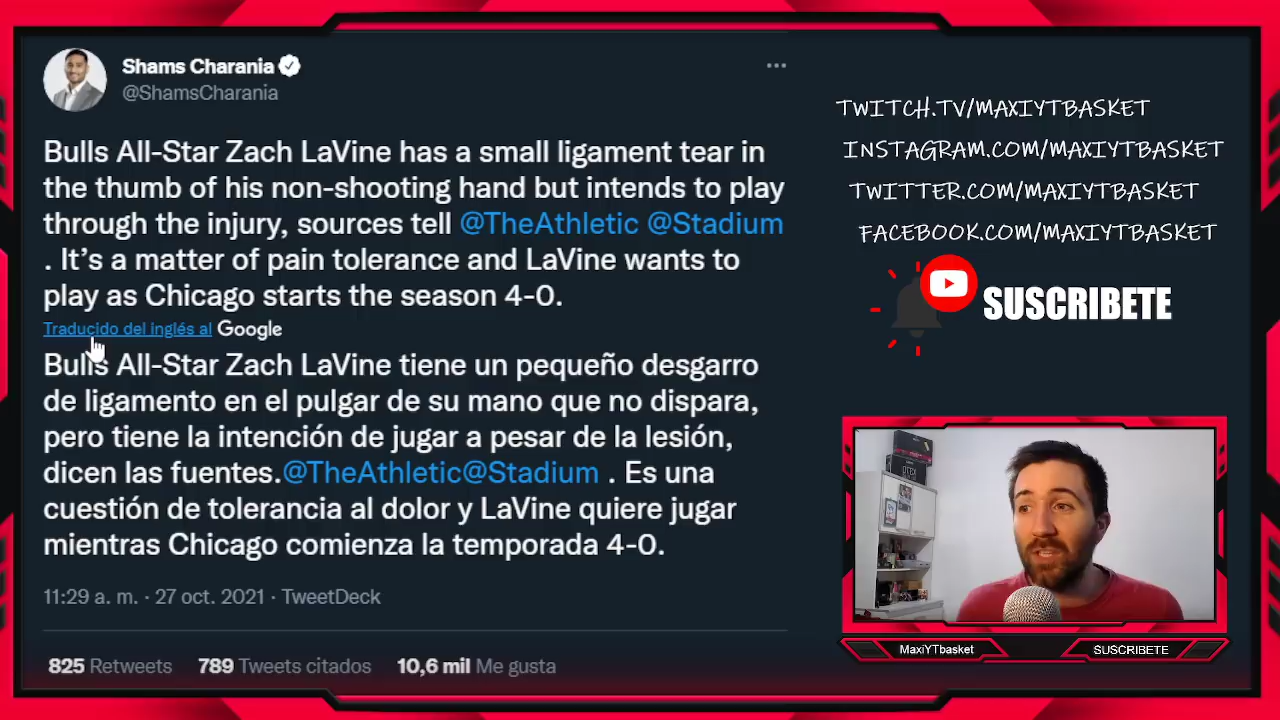 Shams Charania
@ShamsCharania
Bulls All-Star Zach LaVine has a small ligament tear in
the thumb of his non-shooting hand but intends to play
through the injury, sources tell @TheAthletic @Stadium
. It’s a matter of pain tolerance and LaVine wants to
play as Chicago starts the season 4-0.
Traducido del inglés al Google
Bulls All-Star Zach LaVine tiene un pequeño desgarro
de ligamento en el pulgar de su mano que no dispara,
pero tiene la intención de jugar a pesar de la lesión,
dicen las fuentes.@TheAthletic@Stadium . Es una
cuestión de tolerancia al dolor y LaVine quiere jugar
mientras Chicago comienza la temporada 4-0.
11:29 a. m. · 27 oct. 2021 · TweetDeck
825 Retweets 789 Tweets citados 10,6 mil Me gusta
TWITCH.TV/MAXIYTBASKET
INSTAGRAM.COM/MAXIYTBASKET
TWITTER.COM/MAXIYTBASKET
FACEBOOK.COM/MAXIYTBASKET
SUSCRIBETE
MaxiYTbasket
SUSCRIBETE